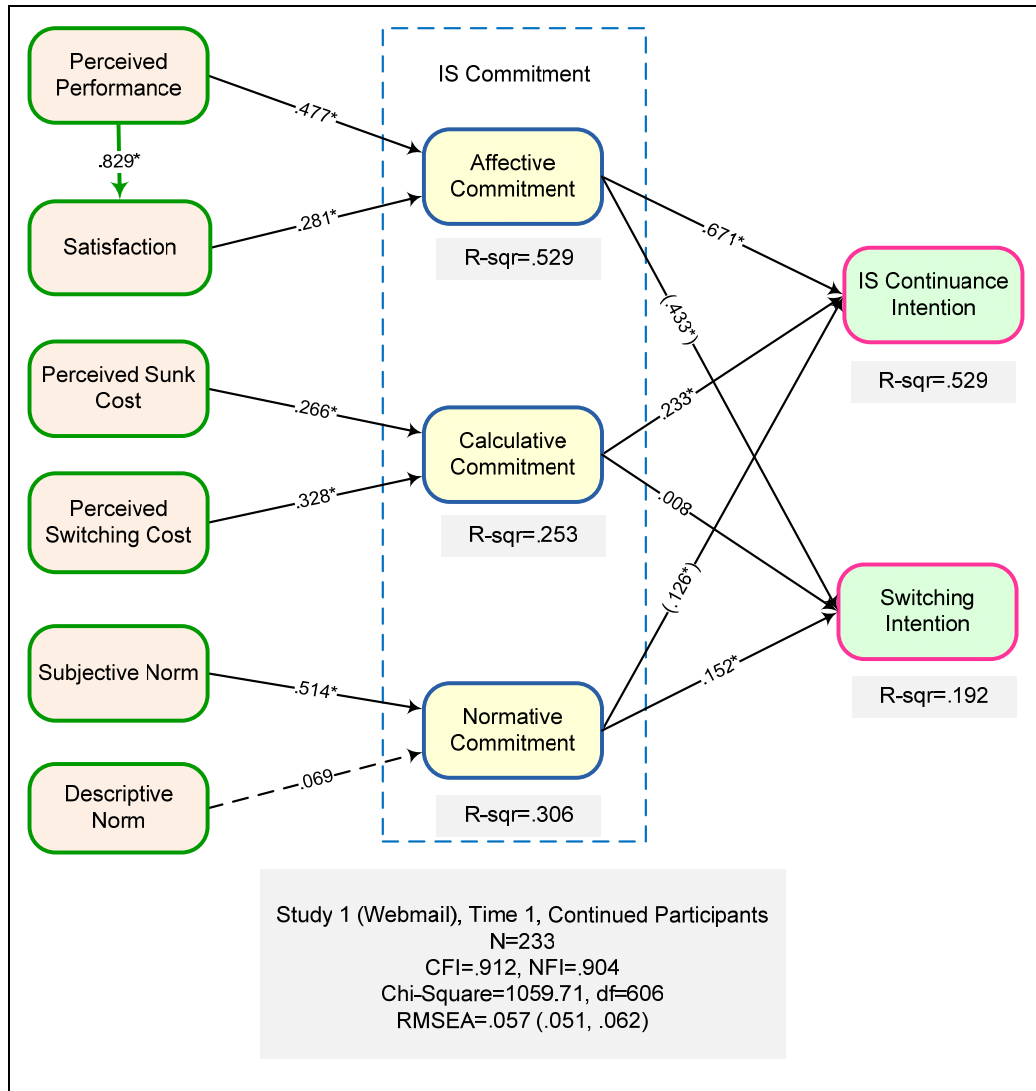 Perceived
Performance
.829*
Satisfaction
.477*
.281*
Perceived Sunk
Cost
.266*
Perceived
Switching Cost
.328*
Subjective Norm
.514*
Descriptive
Norm
.069
IS Commitment
Affective
Commitment
R-sqr=.529
Calculative
Commitment
R-sqr=.253
Normative
Commitment
R-sqr=.306
.671*
(.433*)
.233*
.008
(.126*)
.152*
IS Continuance
Intention
R-sqr=.529
Switching
Intention
R-sqr=.192
Study 1 (Webmail), Time 1, Continued Participants
N=233
CFI=.912, NFI=.904
Chi-Square=1059.71, df=606
RMSEA=.057 (.051, .062)